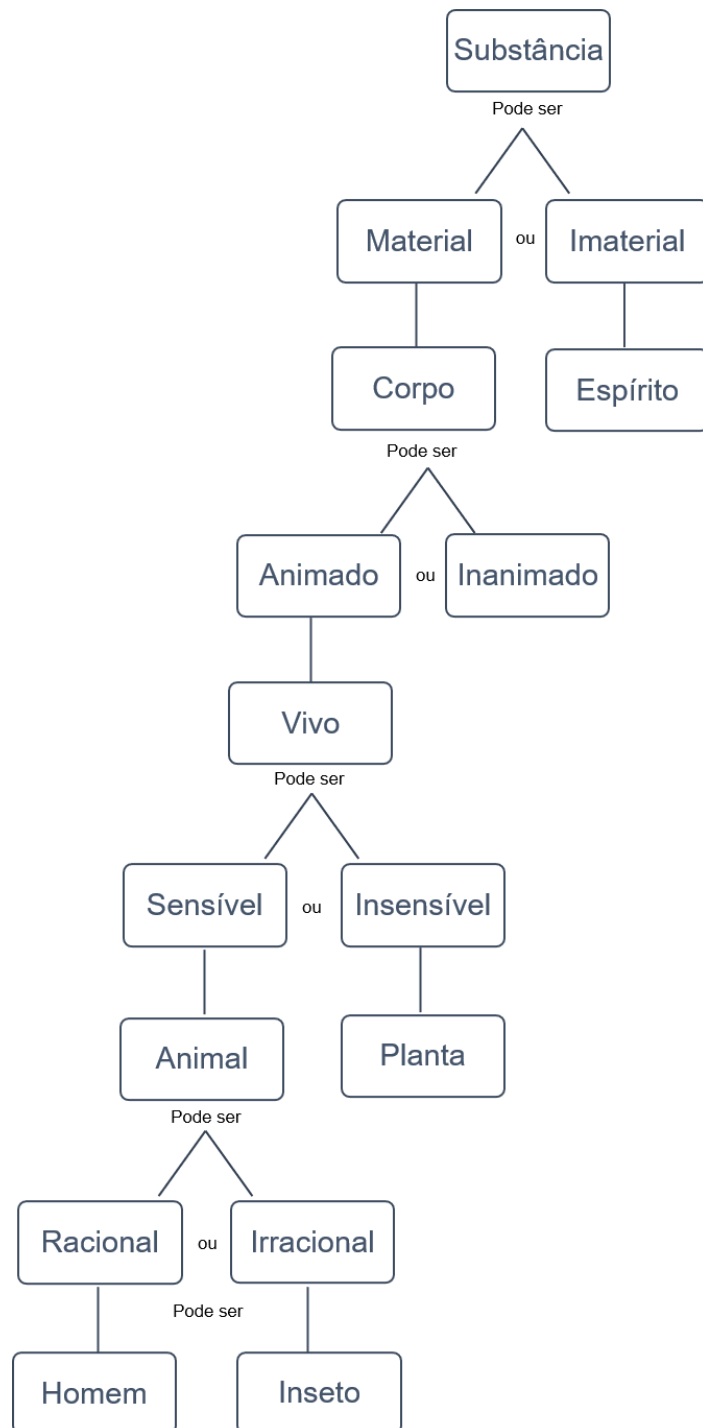 Substância
Pode ser
Material ou Imaterial
Corpo Espírito
Pode ser
Animado ou Inanimado
Vivo
Pode ser
Sensível ou Insensível
Animal Planta
Pode ser
Racional ou Irracional
Pode ser
Homem Inseto